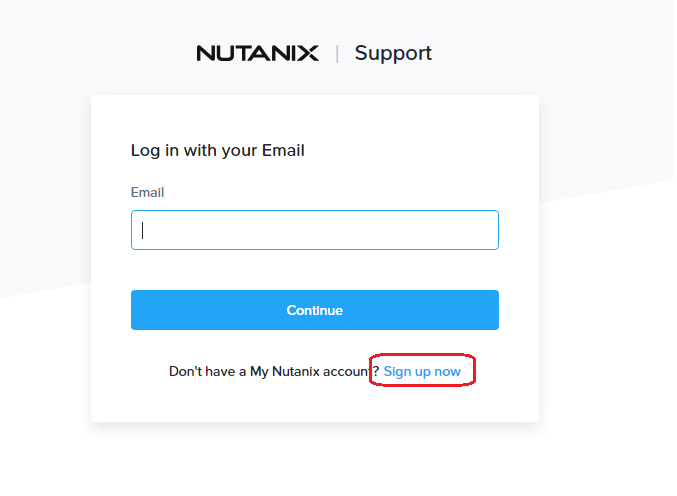 NUTANIX | Support
Log in with your Email
Email
Continue
Don't have a My Nutanix account? Sign up now